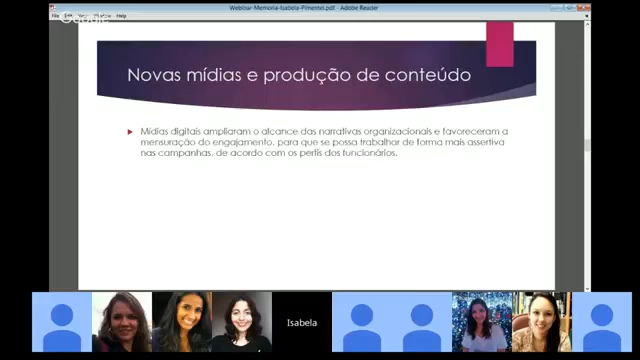 Webinar-Memoria-Isabela-Pimentel.pdf - Adobe Reader
Novas mídias e produção de conteúdo
Mídias digitais ampliaram o alcance das narrativas organizacionais e favoreceram a
mensuração do engajamento, para que se possa trabalhar de forma mais assertiva
nas campanhas, de acordo com os perfis dos funcionários.
Isabela